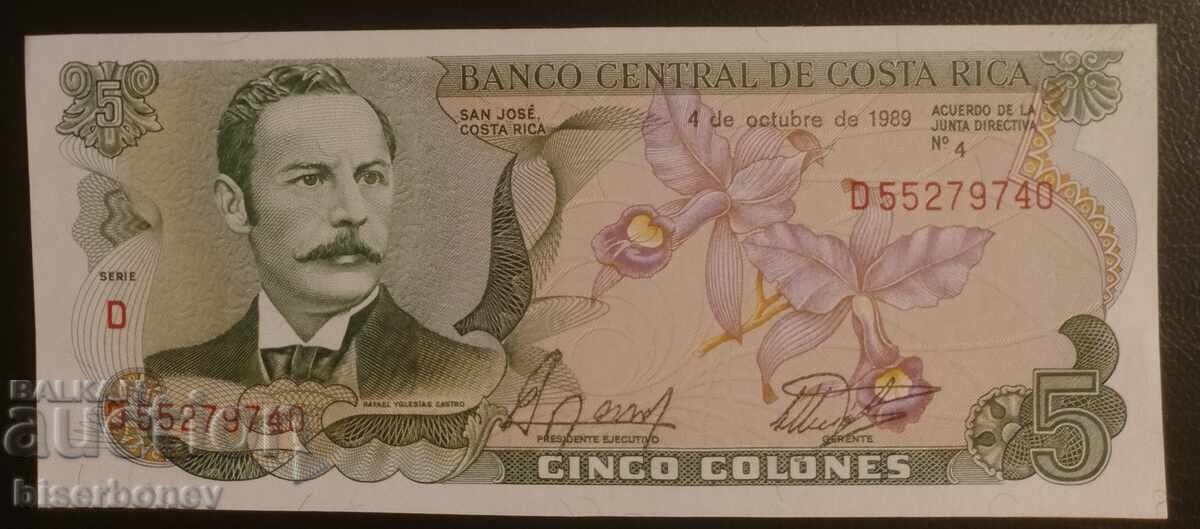 5
BANCO CENTRAL DE COSTA RICA
SAN JOSÉ,
COSTA RICA
4 de octubre de 1989
ACUERDO DE LA
JUNTA DIRECTIVA
Nº 4
D55279740
SERIE
D
BALKAN
auction
D55279740
RAFAEL YGLESIAS CASTRO
PRESIDENTE EJECUTIVO
GERENTE
5
CINCO COLONES
biserboney